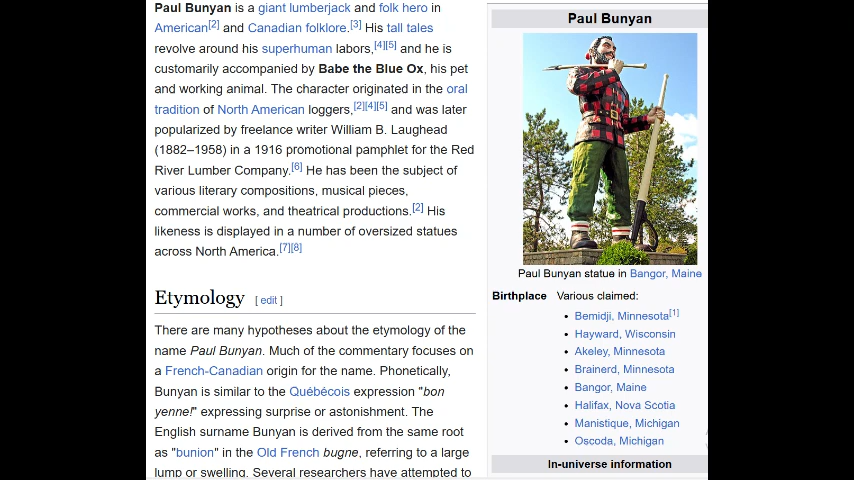 Paul Bunyan is a giant lumberjack and folk hero in
American[2] and Canadian folklore.[3] His tall tales
revolve around his superhuman labors,[4][5] and he is
customarily accompanied by Babe the Blue Ox, his pet
and working animal. The character originated in the oral
tradition of North American loggers,[2][4][5] and was later
popularized by freelance writer William B. Laughead
(1882–1958) in a 1916 promotional pamphlet for the Red
River Lumber Company.[6] He has been the subject of
various literary compositions, musical pieces,
commercial works, and theatrical productions.[2] His
likeness is displayed in a number of oversized statues
across North America.[7][8]
Etymology [ edit ]
There are many hypotheses about the etymology of the
name Paul Bunyan. Much of the commentary focuses on
a French-Canadian origin for the name. Phonetically,
Bunyan is similar to the Québécois expression "bon
yenne!" expressing surprise or astonishment. The
English surname Bunyan is derived from the same root
as "bunion" in the Old French bugne, referring to a large
lump or swelling. Several researchers have attempted to
Paul Bunyan
Paul Bunyan statue in Bangor, Maine
Birthplace Various claimed:
• Bemidji, Minnesota[1]
• Hayward, Wisconsin
• Akeley, Minnesota
• Brainerd, Minnesota
• Bangor, Maine
• Halifax, Nova Scotia
• Manistique, Michigan
• Oscoda, Michigan
In-universe information